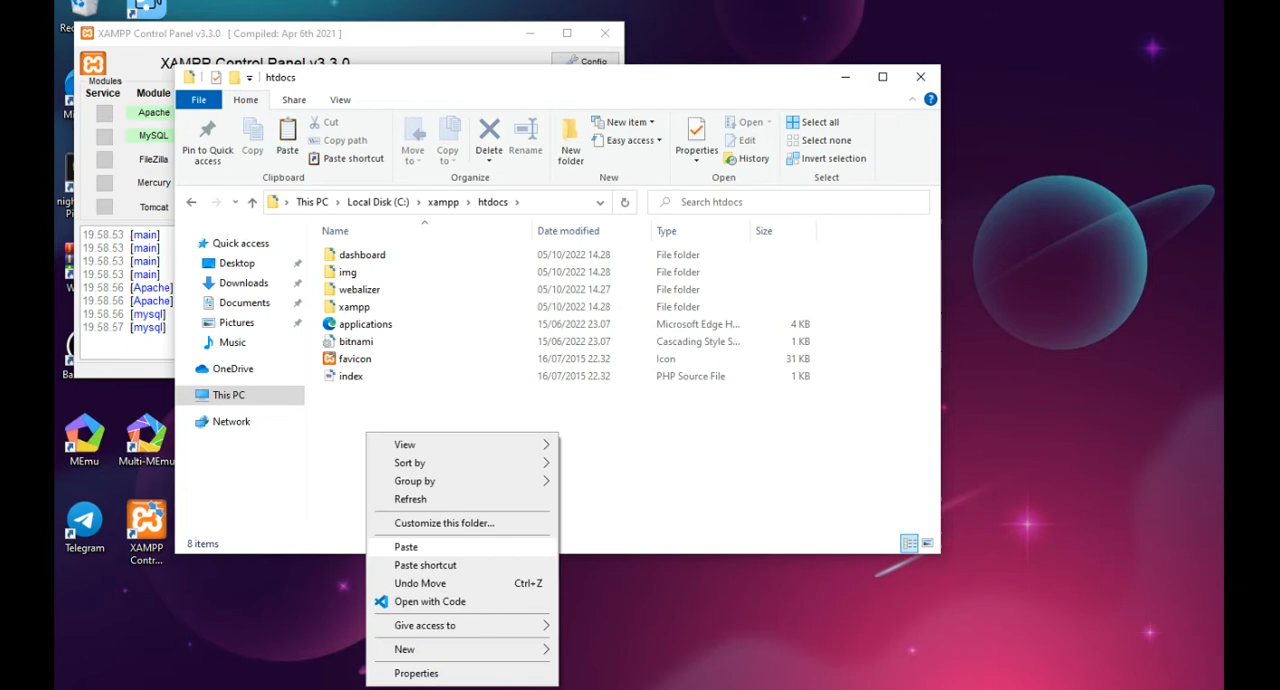 Rec
XAMPP Control Panel v3.3.0 [ Compiled: Apr 6th 2021 ]
XAMPP Control Panel v3.3.0
Config
Modules
Service Module
Apache
MySQL
FileZilla
Mercury
Tomcat
19.58.53 [main]
19.58.53 [main]
19.58.53 [main]
19.58.53 [main]
19.58.56 [Apache]
19.58.56 [Apache]
19.58.56 [mysql]
19.58.57 [mysql]
htdocs
File Home Share View
Pin to Quick access
Copy
Paste
Cut
Copy path
Paste shortcut
Clipboard
Move to
Copy to
Delete
Rename
Organize
New folder
New item
Easy access
New
Properties
Open
Edit
History
Open
Select all
Select none
Invert selection
Select
This PC > Local Disk (C:) > xampp > htdocs >
Search htdocs
Quick access
Desktop
Downloads
Documents
Pictures
Music
OneDrive
This PC
Network
Name Date modified Type Size
dashboard 05/10/2022 14.28 File folder
img 05/10/2022 14.28 File folder
webalizer 05/10/2022 14.27 File folder
xampp 05/10/2022 14.28 File folder
applications 15/06/2022 23.07 Microsoft Edge H... 4 KB
bitnami 15/06/2022 23.07 Cascading Style S... 1 KB
favicon 16/07/2015 22.32 Icon 31 KB
index 16/07/2015 22.32 PHP Source File 1 KB
8 items
View
Sort by
Group by
Refresh
Customize this folder...
Paste
Paste shortcut
Undo Move Ctrl+Z
Open with Code
Give access to
New
Properties
MEmu
Multi-MEmu
Telegram
XAMPP Contr...